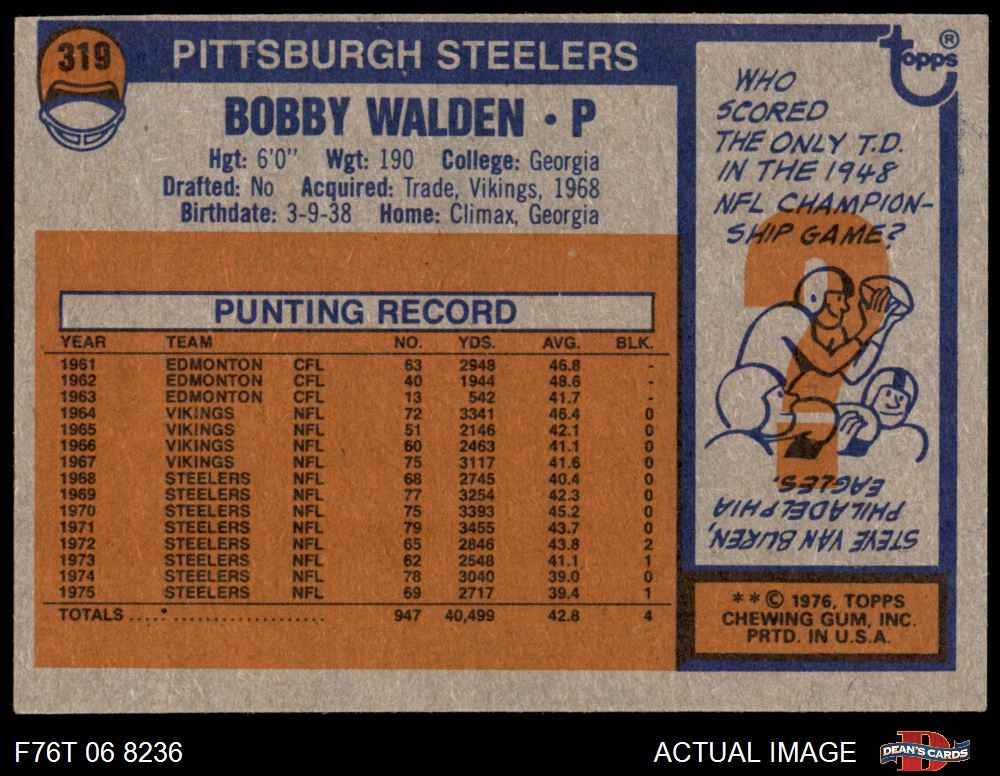 319
PITTSBURGH STEELERS
BOBBY WALDEN • P
Hgt: 6'0" Wgt: 190 College: Georgia
Drafted: No Acquired: Trade, Vikings, 1968
Birthdate: 3-9-38 Home: Climax, Georgia
PUNTING RECORD
YEAR TEAM NO. YDS. AVG. BLK.
1961 EDMONTON CFL 63 2948 46.8 -
1962 EDMONTON CFL 40 1944 48.6 -
1963 EDMONTON CFL 13 542 41.7 -
1964 VIKINGS NFL 72 3341 46.4 0
1965 VIKINGS NFL 51 2146 42.1 0
1966 VIKINGS NFL 60 2463 41.1 0
1967 VIKINGS NFL 75 3117 41.6 0
1968 STEELERS NFL 68 2745 40.4 0
1969 STEELERS NFL 77 3254 42.3 0
1970 STEELERS NFL 75 3393 45.2 0
1971 STEELERS NFL 79 3455 43.7 0
1972 STEELERS NFL 65 2846 43.8 2
1973 STEELERS NFL 62 2548 41.1 1
1974 STEELERS NFL 78 3040 39.0 0
1975 STEELERS NFL 69 2717 39.4 1
TOTALS ....*.................... 947 40,499 42.8 4
topps ®
WHO
SCORED
THE ONLY T.D.
IN THE 1948
NFL CHAMPION-
SHIP GAME?
?
STEVE VAN BUREN,
PHILADELPHIA
EAGLES.
**© 1976, TOPPS
CHEWING GUM, INC.
PRTD. IN U.S.A.
F76T 06 8236
ACTUAL IMAGE
D
DEAN'S CARDS